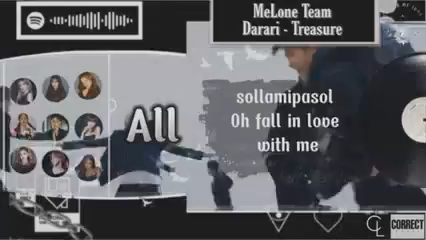 MeLone Team
Darari - Treasure
All
sollamipasol
Oh fall in love
with me
CORRECT